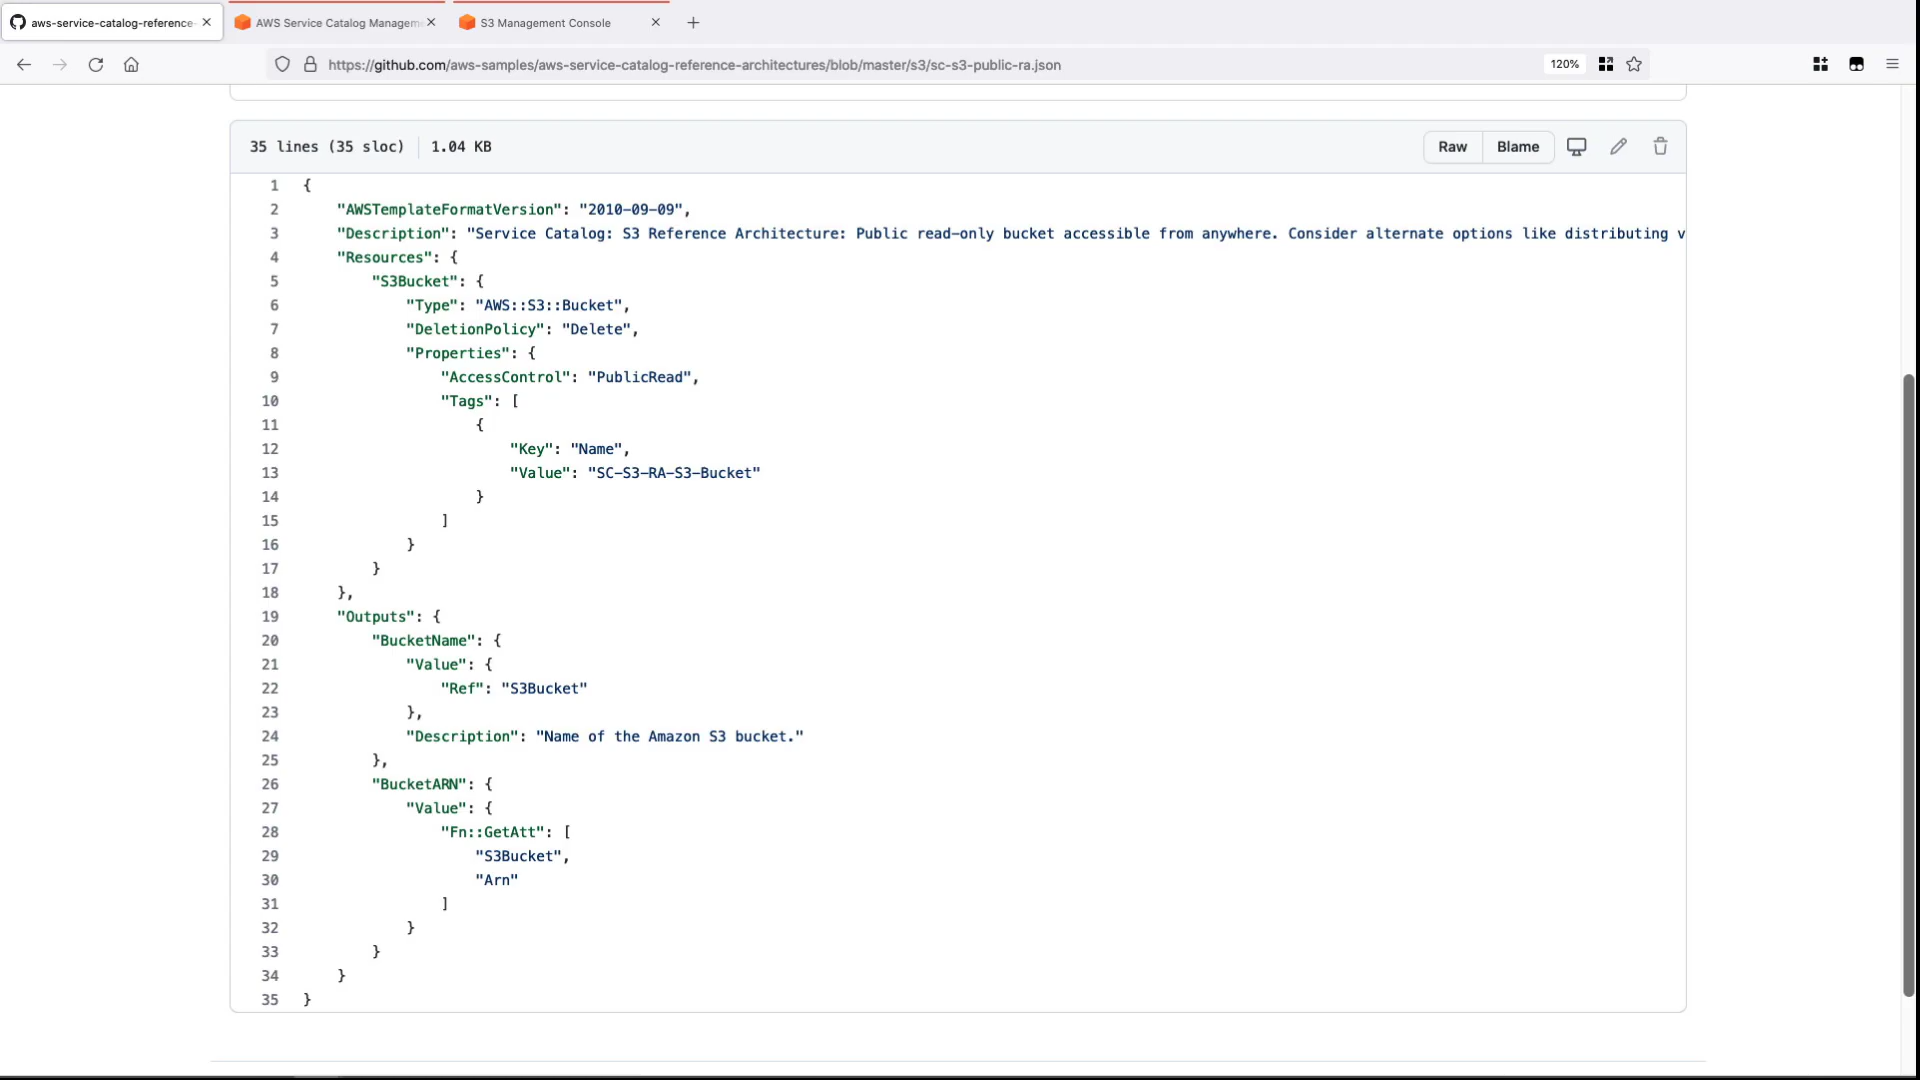 aws-service-catalog-reference-
AWS Service Catalog Managem
S3 Management Console
https://github.com/aws-samples/aws-service-catalog-reference-architectures/blob/master/s3/sc-s3-public-ra.json
120%
35 lines (35 sloc) 1.04 KB
Raw Blame
1 {
2 "AWSTemplateFormatVersion": "2010-09-09",
3 "Description": "Service Catalog: S3 Reference Architecture: Public read-only bucket accessible from anywhere. Consider alternate options like distributing v
4 "Resources": {
5 "S3Bucket": {
6 "Type": "AWS::S3::Bucket",
7 "DeletionPolicy": "Delete",
8 "Properties": {
9 "AccessControl": "PublicRead",
10 "Tags": [
11 {
12 "Key": "Name",
13 "Value": "SC-S3-RA-S3-Bucket"
14 }
15 ]
16 }
17 }
18 },
19 "Outputs": {
20 "BucketName": {
21 "Value": {
22 "Ref": "S3Bucket"
23 },
24 "Description": "Name of the Amazon S3 bucket."
25 },
26 "BucketARN": {
27 "Value": {
28 "Fn::GetAtt": [
29 "S3Bucket",
30 "Arn"
31 ]
32 }
33 }
34 }
35 }